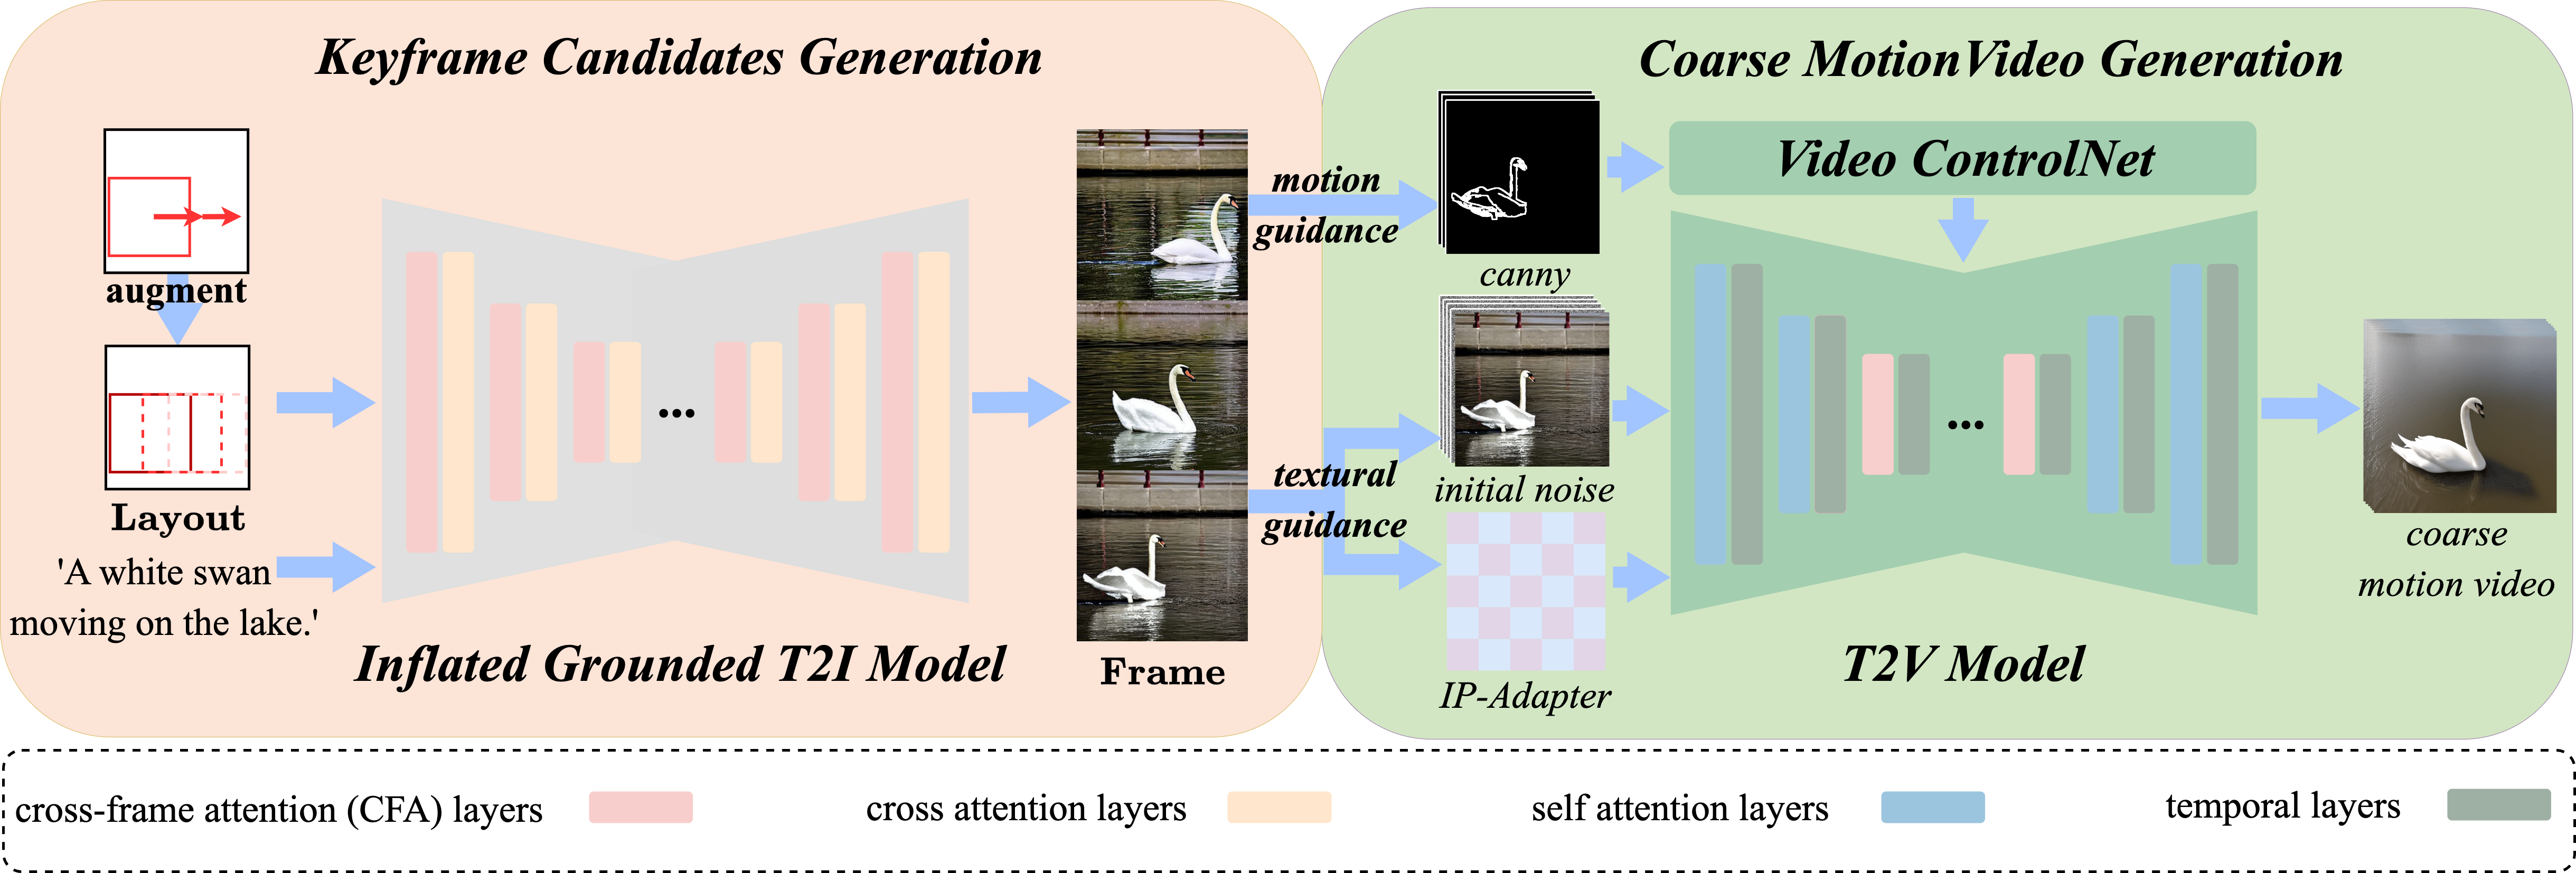 Keyframe Candidates Generation
augment
Layout
'A white swan
moving on the lake.'
...
Inflated Grounded T2I Model
Frame
motion
guidance
textural
guidance
Coarse MotionVideo Generation
canny
initial noise
IP-Adapter
Video ControlNet
...
T2V Model
coarse
motion video
cross-frame attention (CFA) layers
cross attention layers
self attention layers
temporal layers